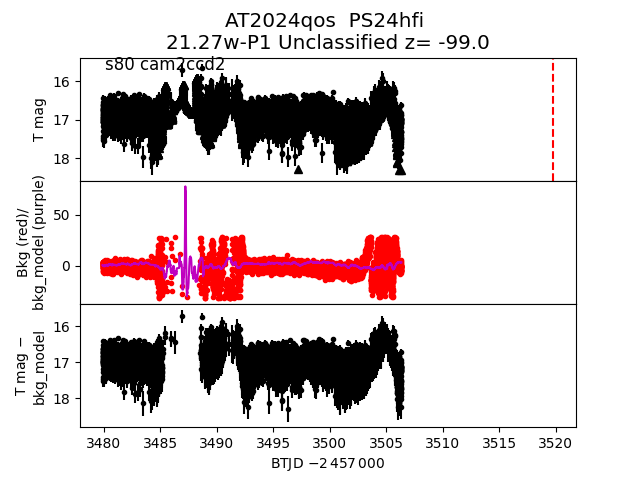 AT2024qos PS24hfi
21.27w-P1 Unclassified z= -99.0
s80 cam2ccd2
T mag
16
17
18
Bkg (red)/
bkg_model (purple)
50
0
T mag −
bkg_model
16
17
18
3480 3485 3490 3495 3500 3505 3510 3515 3520
BTJD −2 457 000